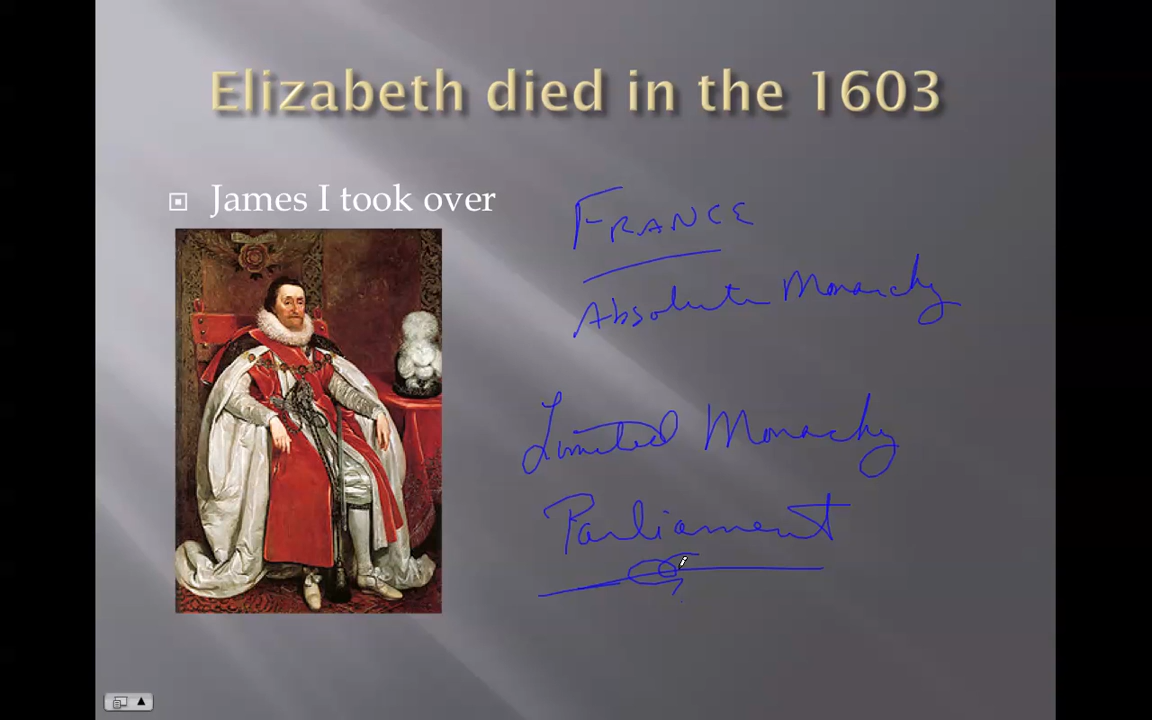 Elizabeth died in the 1603
James I took over
FRANCE
Absolute Monarchy
Limited Monarchy
Parliament